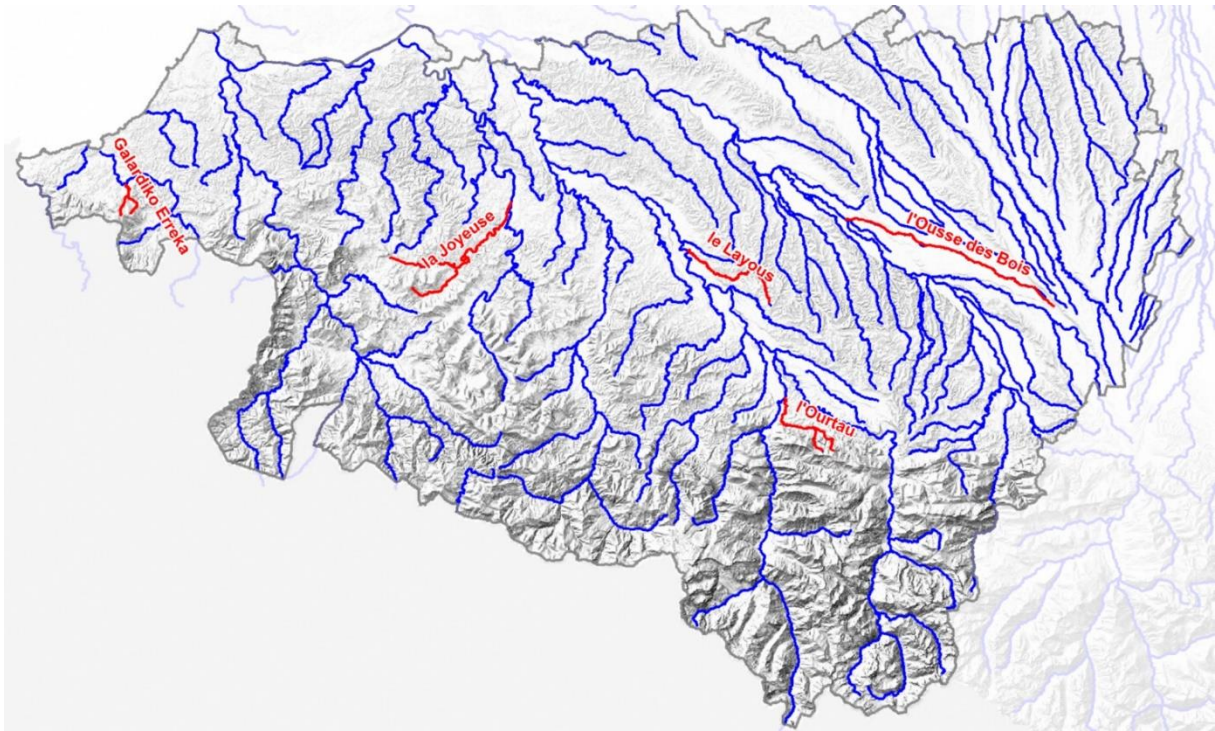 Galardiko Erreka
la Joyeuse
le Layous
l'Ousse des Bois
l'Ourtau